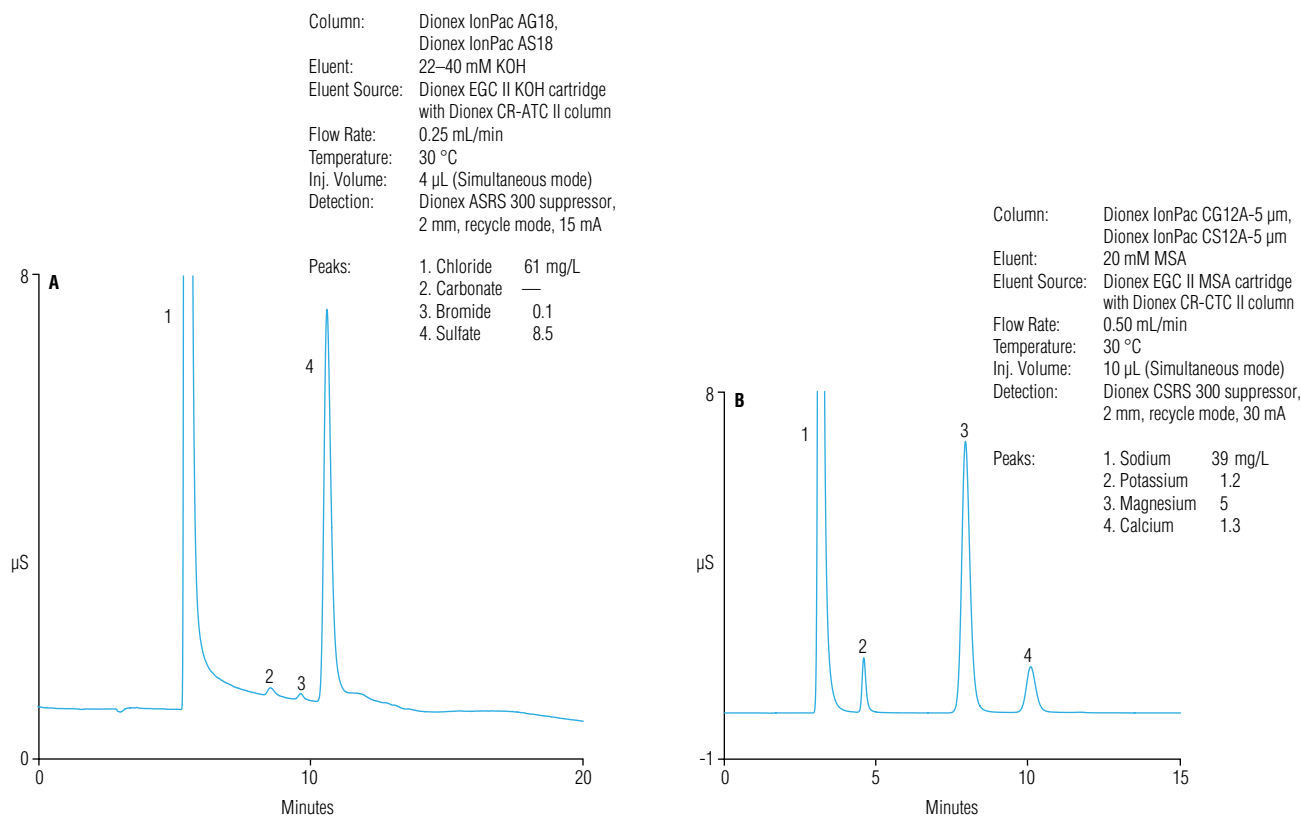 Column: Dionex IonPac AG18,
Dionex IonPac AS18
Eluent: 22–40 mM KOH
Eluent Source: Dionex EGC II KOH cartridge
with Dionex CR-ATC II column
Flow Rate: 0.25 mL/min
Temperature: 30 °C
Inj. Volume: 4 µL (Simultaneous mode)
Detection: Dionex ASRS 300 suppressor,
2 mm, recycle mode, 15 mA
Peaks: 1. Chloride 61 mg/L
2. Carbonate —
3. Bromide 0.1
4. Sulfate 8.5
8
A
1
4
2
3
µS
0
0
10
20
Minutes
Column: Dionex IonPac CG12A-5 µm,
Dionex IonPac CS12A-5 µm
Eluent: 20 mM MSA
Eluent Source: Dionex EGC II MSA cartridge
with Dionex CR-CTC II column
Flow Rate: 0.50 mL/min
Temperature: 30 °C
Inj. Volume: 10 µL (Simultaneous mode)
Detection: Dionex CSRS 300 suppressor,
2 mm, recycle mode, 30 mA
Peaks: 1. Sodium 39 mg/L
2. Potassium 1.2
3. Magnesium 5
4. Calcium 1.3
8
B
1
3
2
4
µS
-1
0
5
10
15
Minutes